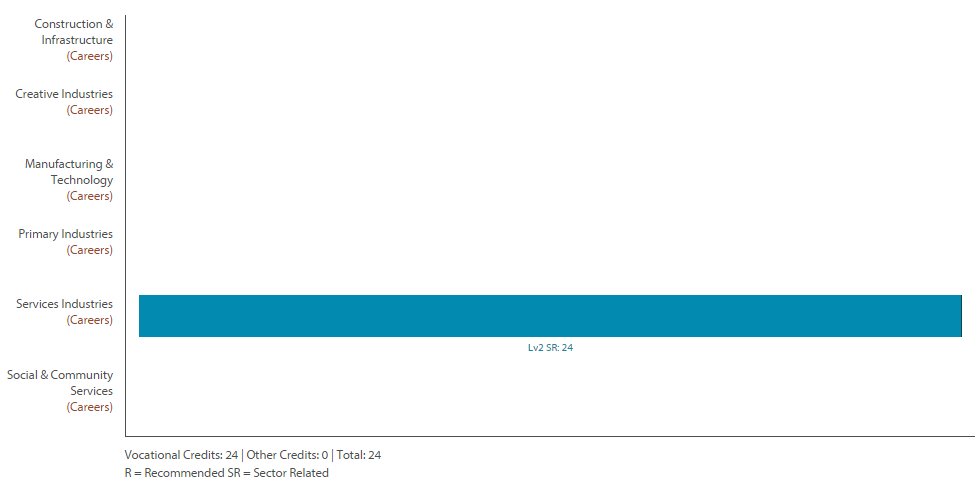 Construction &
Infrastructure
(Careers)
Creative Industries
(Careers)
Manufacturing &
Technology
(Careers)
Primary Industries
(Careers)
Services Industries
(Careers)
Lv2 SR: 24
Social & Community
Services
(Careers)
Vocational Credits: 24 | Other Credits: 0 | Total: 24
R = Recommended SR = Sector Related